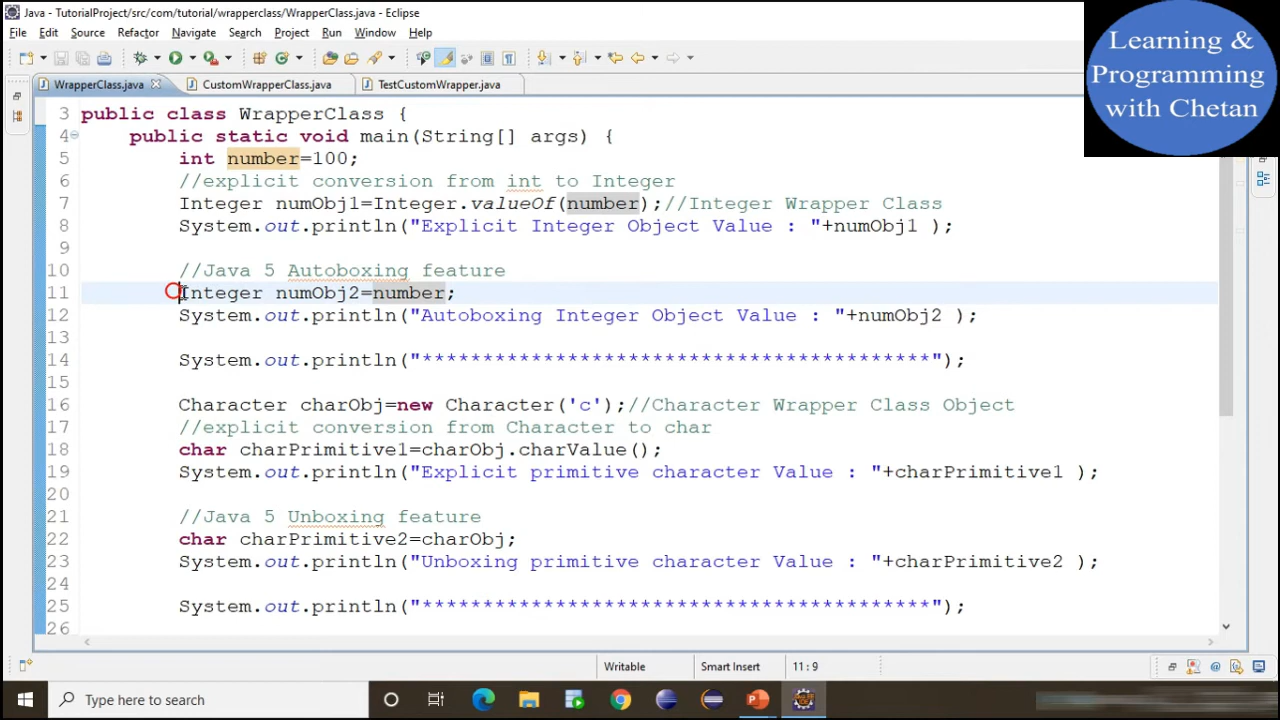 Java - TutorialProject/src/com/tutorial/wrapperclass/WrapperClass.java - Eclipse
File Edit Source Refactor Navigate Search Project Run Window Help
WrapperClass.java CustomWrapperClass.java TestCustomWrapper.java
Learning &
Programming
with Chetan
3 public class WrapperClass {
4 public static void main(String[] args) {
5 int number=100;
6 //explicit conversion from int to Integer
7 Integer numObj1=Integer.valueOf(number);//Integer Wrapper Class
8 System.out.println("Explicit Integer Object Value : "+numObj1 );
9
10 //Java 5 Autoboxing feature
11 Integer numObj2=number;
12 System.out.println("Autoboxing Integer Object Value : "+numObj2 );
13
14 System.out.println("******************************************");
15
16 Character charObj=new Character('c');//Character Wrapper Class Object
17 //explicit conversion from Character to char
18 char charPrimitive1=charObj.charValue();
19 System.out.println("Explicit primitive character Value : "+charPrimitive1 );
20
21 //Java 5 Unboxing feature
22 char charPrimitive2=charObj;
23 System.out.println("Unboxing primitive character Value : "+charPrimitive2 );
24
25 System.out.println("******************************************");
26
Writable Smart Insert 11:9
Type here to search